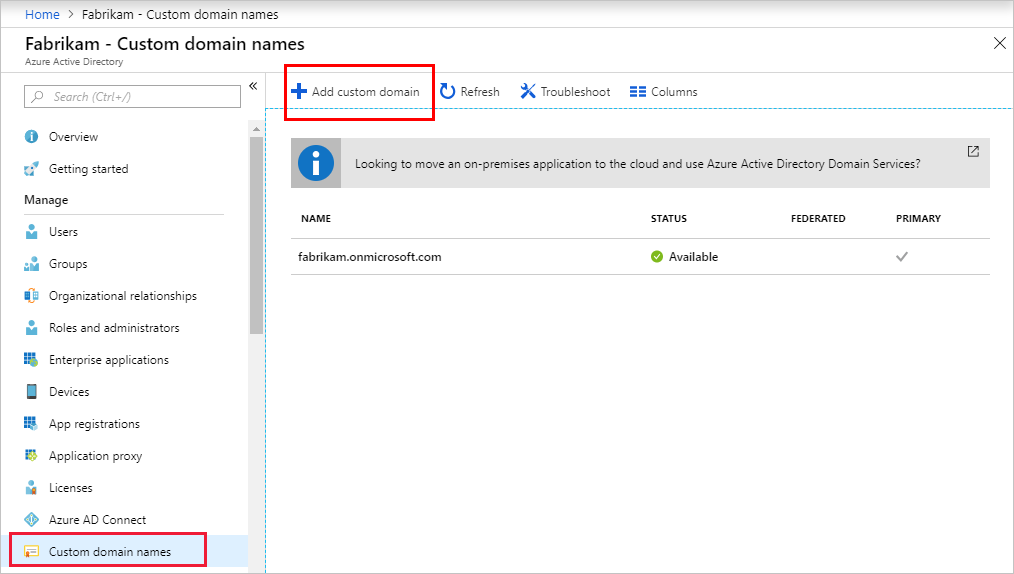 Home > Fabrikam - Custom domain names
Fabrikam - Custom domain names
Azure Active Directory
Search (Ctrl+/)
Overview
Getting started
Manage
Users
Groups
Organizational relationships
Roles and administrators
Enterprise applications
Devices
App registrations
Application proxy
Licenses
Azure AD Connect
Custom domain names
Add custom domain Refresh Troubleshoot Columns
Looking to move an on-premises application to the cloud and use Azure Active Directory Domain Services?
NAME STATUS FEDERATED PRIMARY
fabrikam.onmicrosoft.com Available